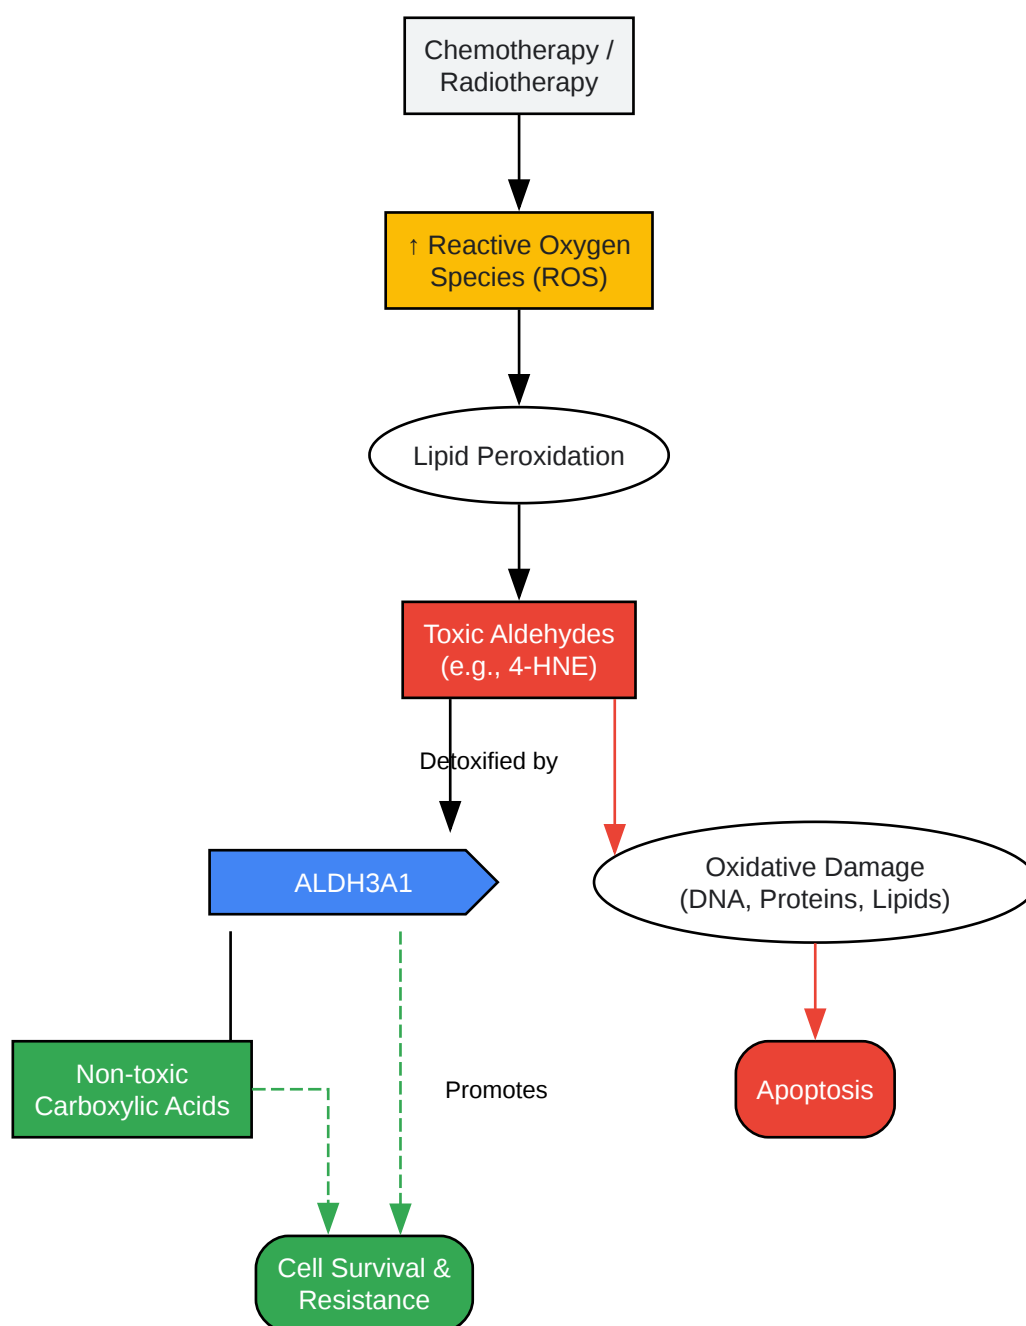 Chemotherapy /
Radiotherapy
↑ Reactive Oxygen
Species (ROS)
Lipid Peroxidation
Toxic Aldehydes
(e.g., 4-HNE)
Detoxified by
ALDH3A1
Oxidative Damage
(DNA, Proteins, Lipids)
Non-toxic
Carboxylic Acids
Promotes
Apoptosis
Cell Survival &
Resistance